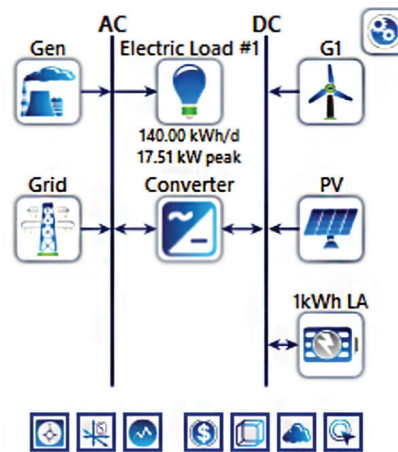 AC DC
Gen Electric Load #1 G1
140.00 kWh/d
17.51 kW peak
Grid Converter PV
1kWh LA